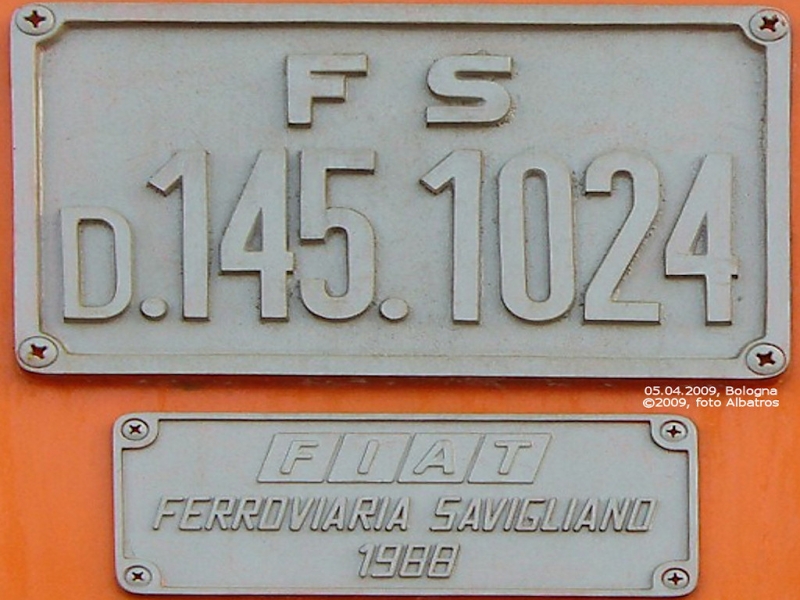 F S
D.145.1024
05.04.2009, Bologna
©2009, foto Albatros
FIAT
FERROVIARIA SAVIGLIANO
1988